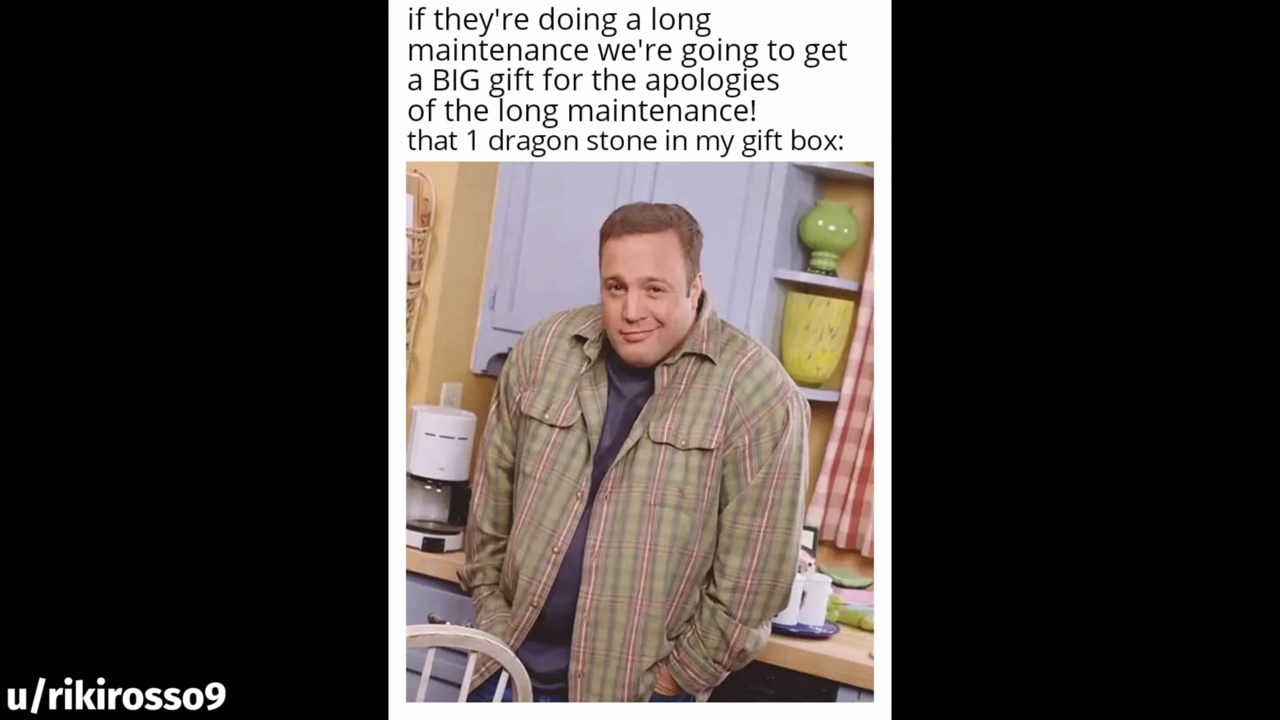 if they're doing a long
maintenance we're going to get
a BIG gift for the apologies
of the long maintenance!
that 1 dragon stone in my gift box:
u/rikirosso9